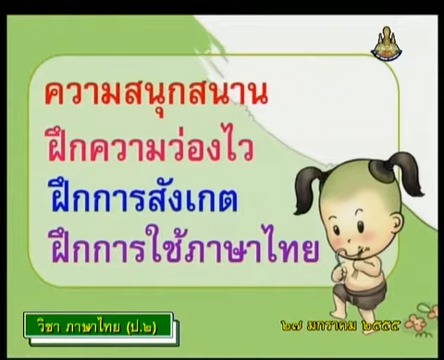 ความสนุกสนาน
ฝึกความว่องไว
ฝึกการสังเกต
ฝึกการใช้ภาษาไทย
วิชา ภาษาไทย (ป.๒)
๒๗ มกราคม ๒๕๕๕